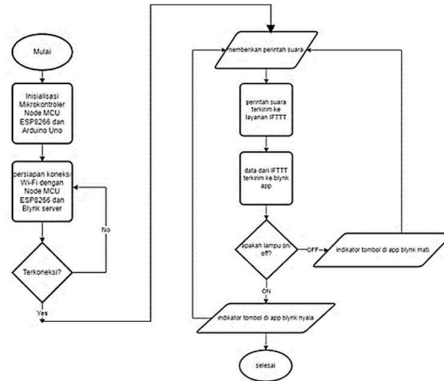 Mulai
Inisialisasi
Mikrokontroler
Node MCU
ESP8266 dan
Arduino Uno
persiapan koneksi
Wi-Fi dengan
Node MCU
ESP8266 dan
Blynk server
No
Terkoneksi?
Yes
memberikan perintah suara
perintah suara
terkirim ke
layanan IFTTT
data dari IFTTT
terkirim ke blynk
app
apakah lampu on/
off?
OFF
indikator tombol di app blynk mati
ON
indikator tombol di app blynk nyala
selesai